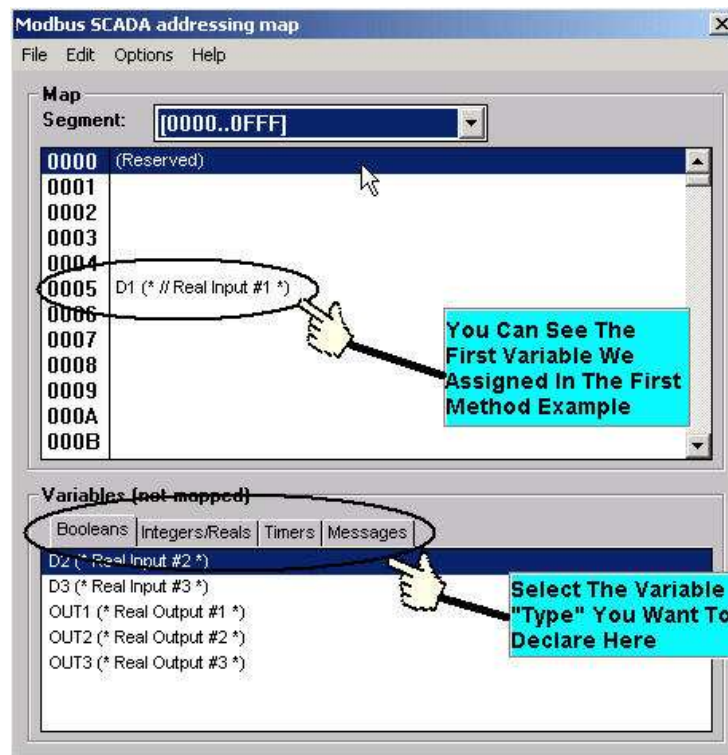 Modbus SCADA addressing map
File Edit Options Help
Map
Segment: [0000..0FFF]
0000 (Reserved)
0001
0002
0003
0004
0005 D1 (* // Real Input #1 *)
0006
0007
0008
0009
000A
000B
You Can See The
First Variable We
Assigned In The First
Method Example
Variables (not mapped)
Booleans Integers/Reals Timers Messages
D2 (* Real Input #2 *)
D3 (* Real Input #3 *)
OUT1 (* Real Output #1 *)
OUT2 (* Real Output #2 *)
OUT3 (* Real Output #3 *)
Select The Variable
"Type" You Want To
Declare Here